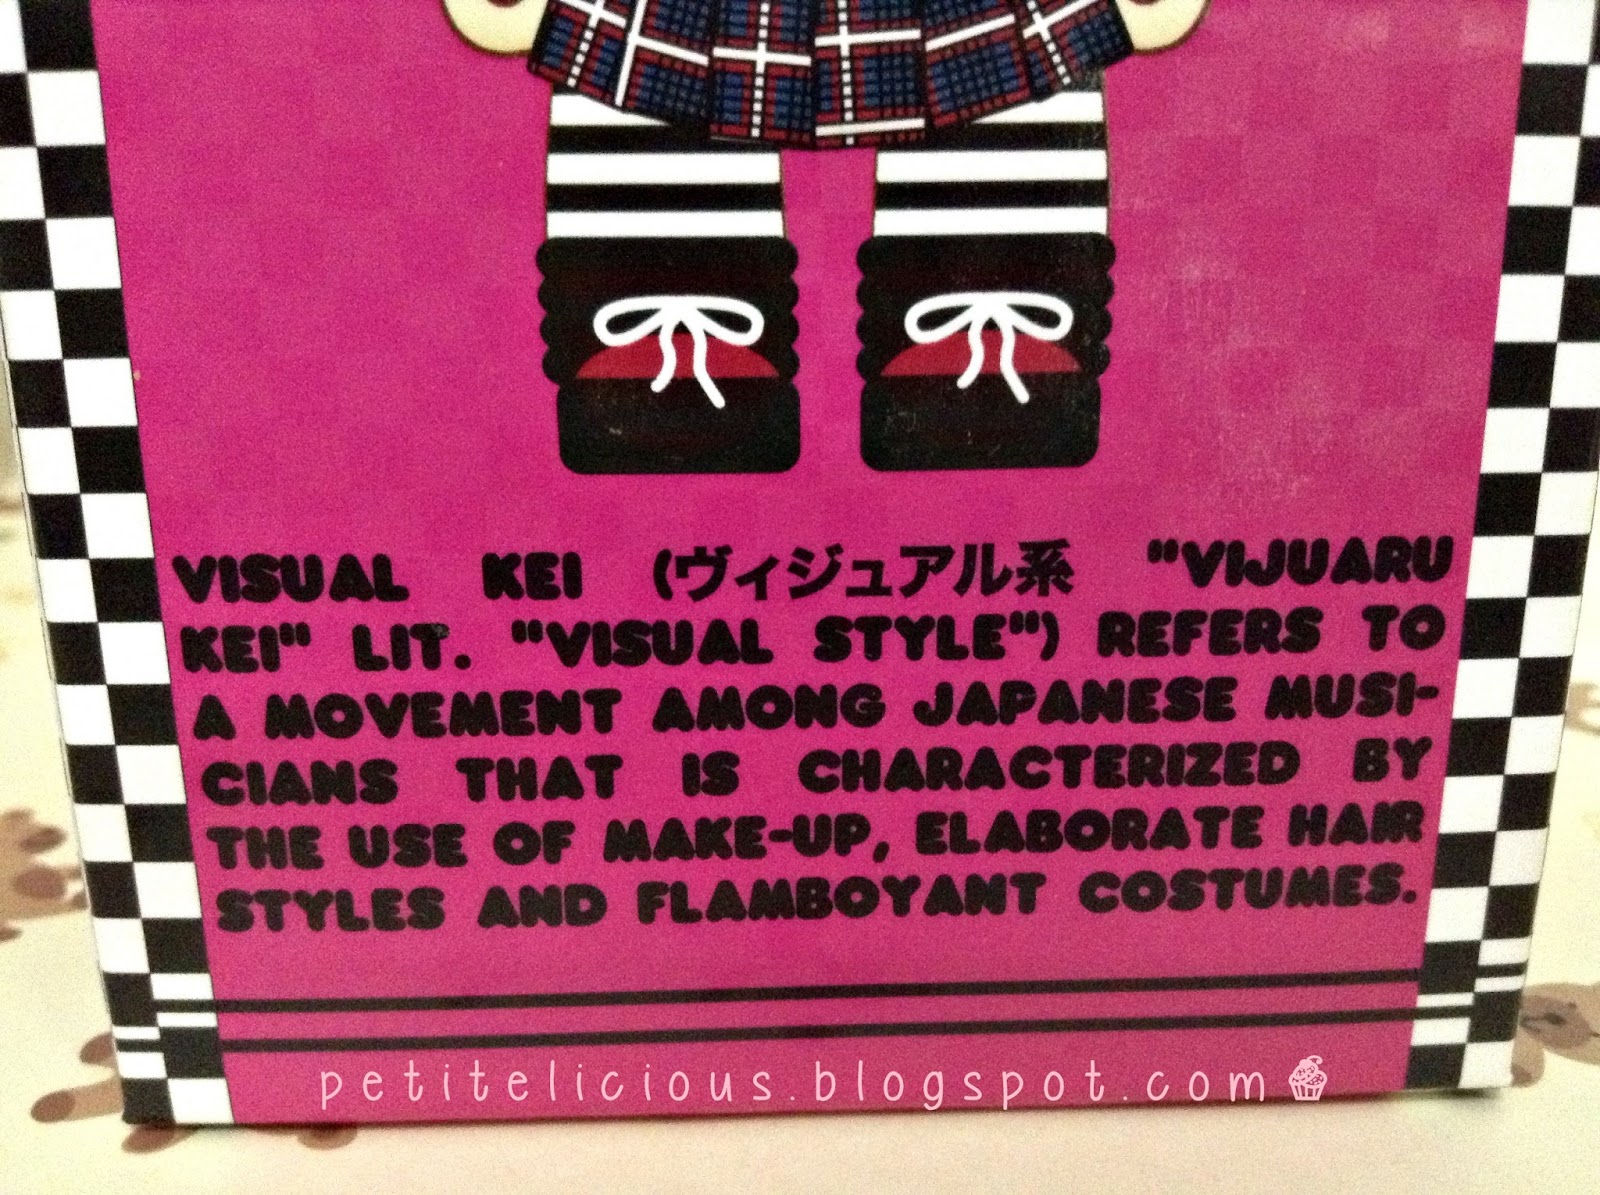 VISUAL KEI (ヴィジュアル系 "VIJUARU
KEI" LIT. "VISUAL STYLE") REFERS TO
A MOVEMENT AMONG JAPANESE MUSI-
CIANS THAT IS CHARACTERIZED BY
THE USE OF MAKE-UP, ELABORATE HAIR
STYLES AND FLAMBOYANT COSTUMES.
petitelicious.blogspot.com